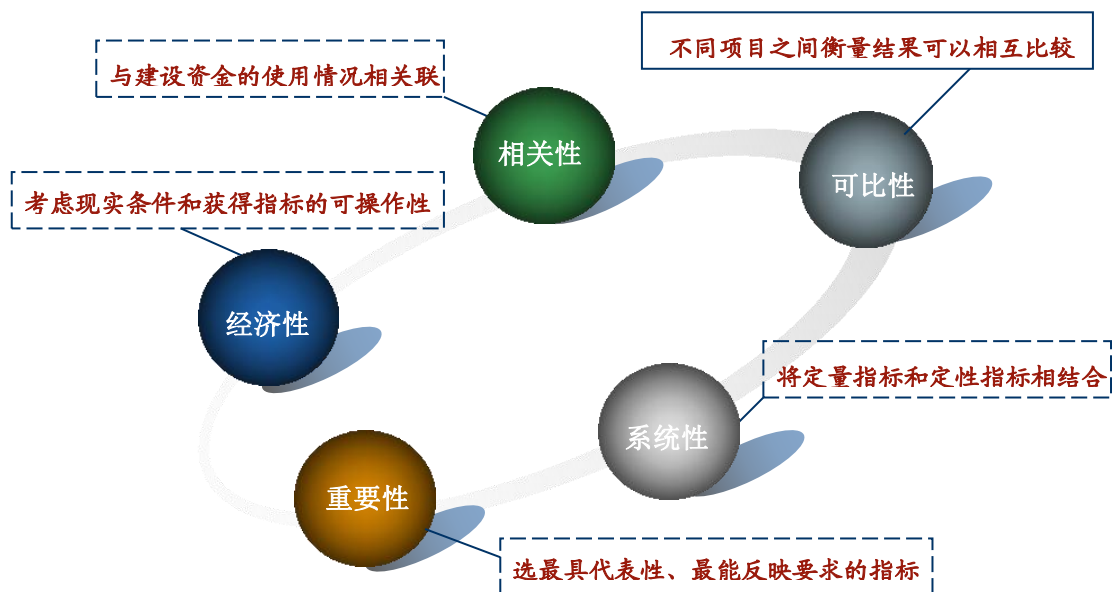 不同项目之间衡量结果可以相互比较
与建设资金的使用情况相关联
相关性
可比性
考虑现实条件和获得指标的可操作性
经济性
将定量指标和定性指标相结合
系统性
重要性
选最具代表性、最能反映要求的指标